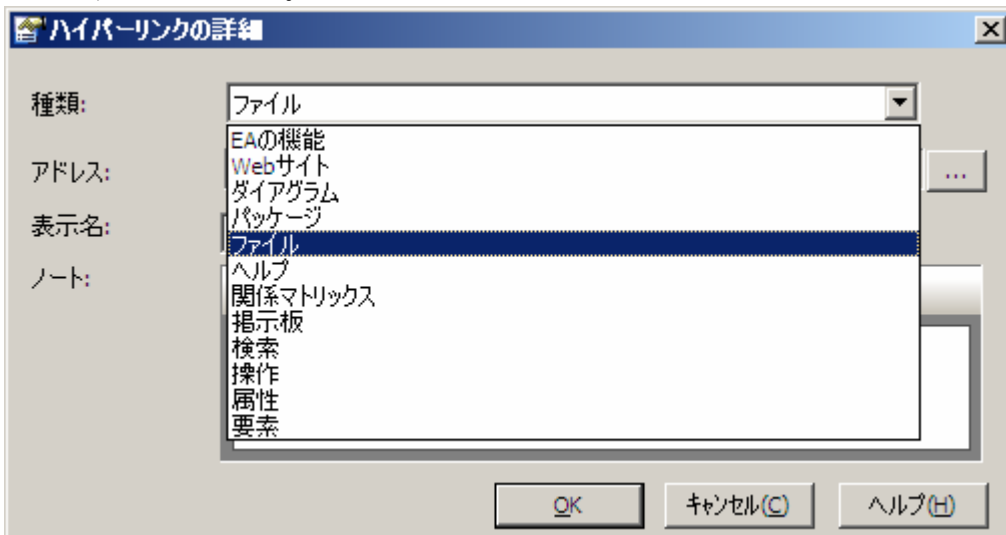 ハイパーリンクの詳細
種類:
ファイル
EAの機能
Webサイト
ダイアグラム
パッケージ
ファイル
ヘルプ
関係マトリックス
掲示板
検索
操作
属性
要素
アドレス:
...
表示名:
ノート:
OK
キャンセル(C)
ヘルプ(H)